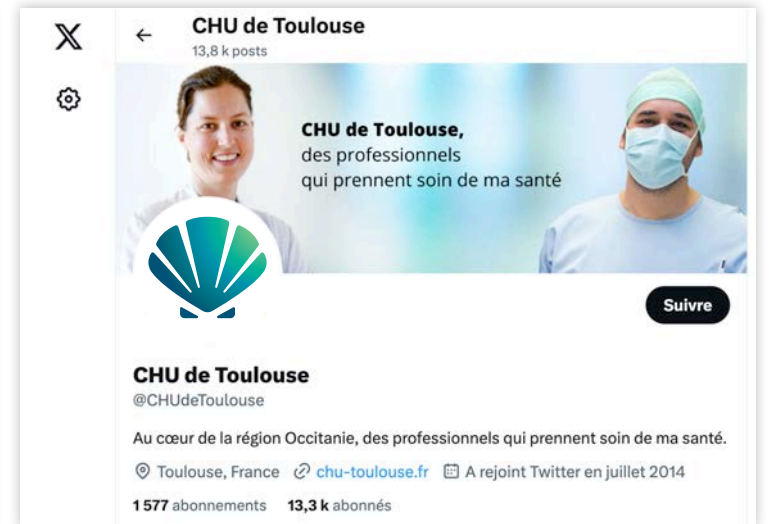 CHU de Toulouse
13,8 k posts
CHU de Toulouse,
des professionnels
qui prennent soin de ma santé
Suivre
CHU de Toulouse
@CHUdeToulouse
Au cœur de la région Occitanie, des professionnels qui prennent soin de ma santé.
Toulouse, France chu-toulouse.fr A rejoint Twitter en juillet 2014
1 577 abonnements 13,3 k abonnés